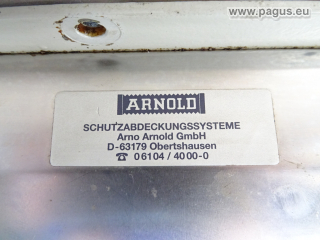 www.pagus.eu
ARNOLD
SCHUTZABDECKUNGSSYSTEME
Arno Arnold GmbH
D-63179 Obertshausen
☎ 06104/4000-0